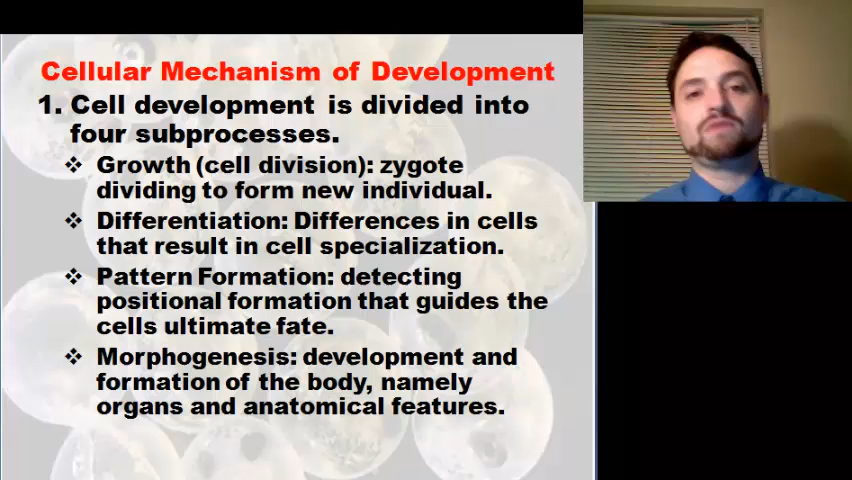 Cellular Mechanism of Development
1. Cell development is divided into
four subprocesses.
❖ Growth (cell division): zygote
dividing to form new individual.
❖ Differentiation: Differences in cells
that result in cell specialization.
❖ Pattern Formation: detecting
positional formation that guides the
cells ultimate fate.
❖ Morphogenesis: development and
formation of the body, namely
organs and anatomical features.